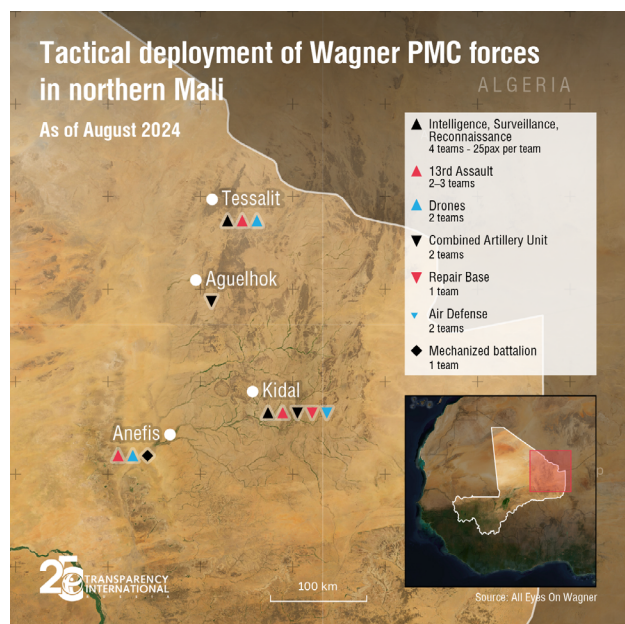 Tactical deployment of Wagner PMC forces
in northern Mali
As of August 2024
ALGERIA
Intelligence, Surveillance,
Reconnaissance
4 teams - 25pax per team
13rd Assault
2–3 teams
Drones
2 teams
Combined Artillery Unit
2 teams
Repair Base
1 team
Air Defense
2 teams
Mechanized battalion
1 team
Tessalit
Aguelhok
Kidal
Anefis
25
TRANSPARENCY
INTERNATIONAL
RUSSIA
100 km
Source: All Eyes On Wagner